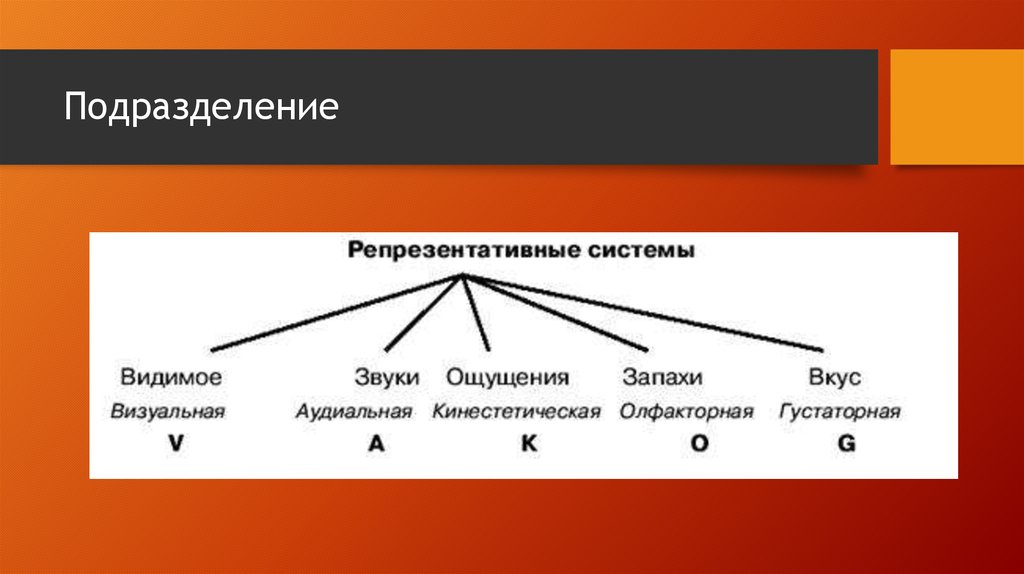 Подразделение
Репрезентативные системы
Видимое Звуки Ощущения Запахи Вкус
Визуальная Аудиальная Кинестетическая Олфакторная Густаторная
V A K O G